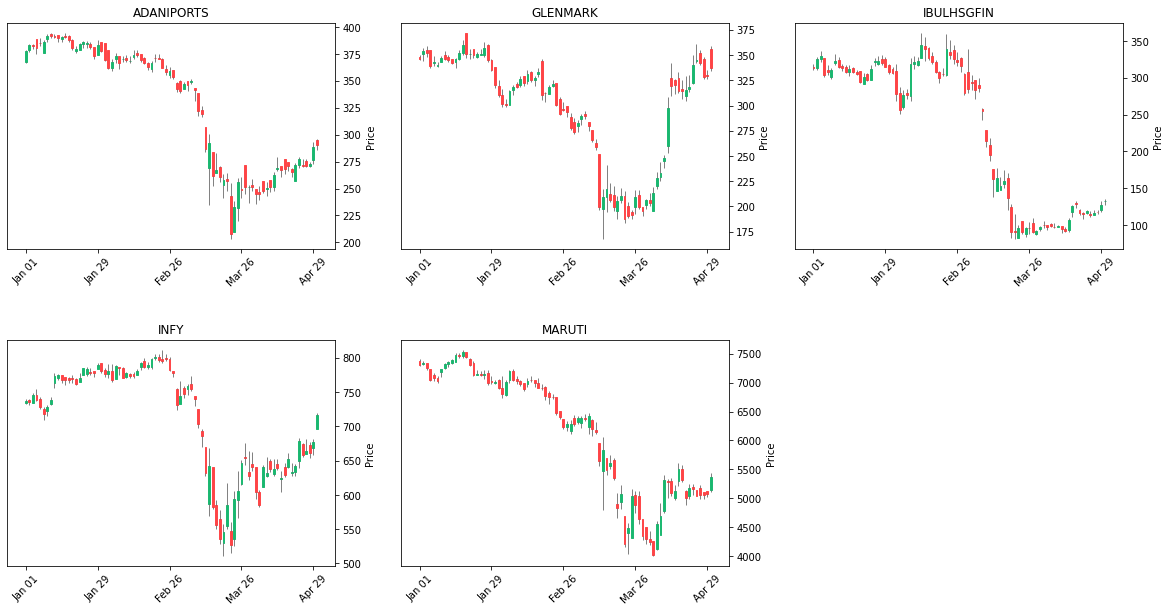 ADANIPORTS
400
375
350
325
300
275
250
225
200
Price
Jan 01
Jan 29
Feb 26
Mar 26
Apr 29
GLENMARK
375
350
325
300
275
250
225
200
175
Price
Jan 01
Jan 29
Feb 26
Mar 26
Apr 29
IBULHSGFIN
350
300
250
200
150
100
Price
Jan 01
Jan 29
Feb 26
Mar 26
Apr 29
INFY
800
750
700
650
600
550
500
Price
Jan 01
Jan 29
Feb 26
Mar 26
Apr 29
MARUTI
7500
7000
6500
6000
5500
5000
4500
4000
Price
Jan 01
Jan 29
Feb 26
Mar 26
Apr 29